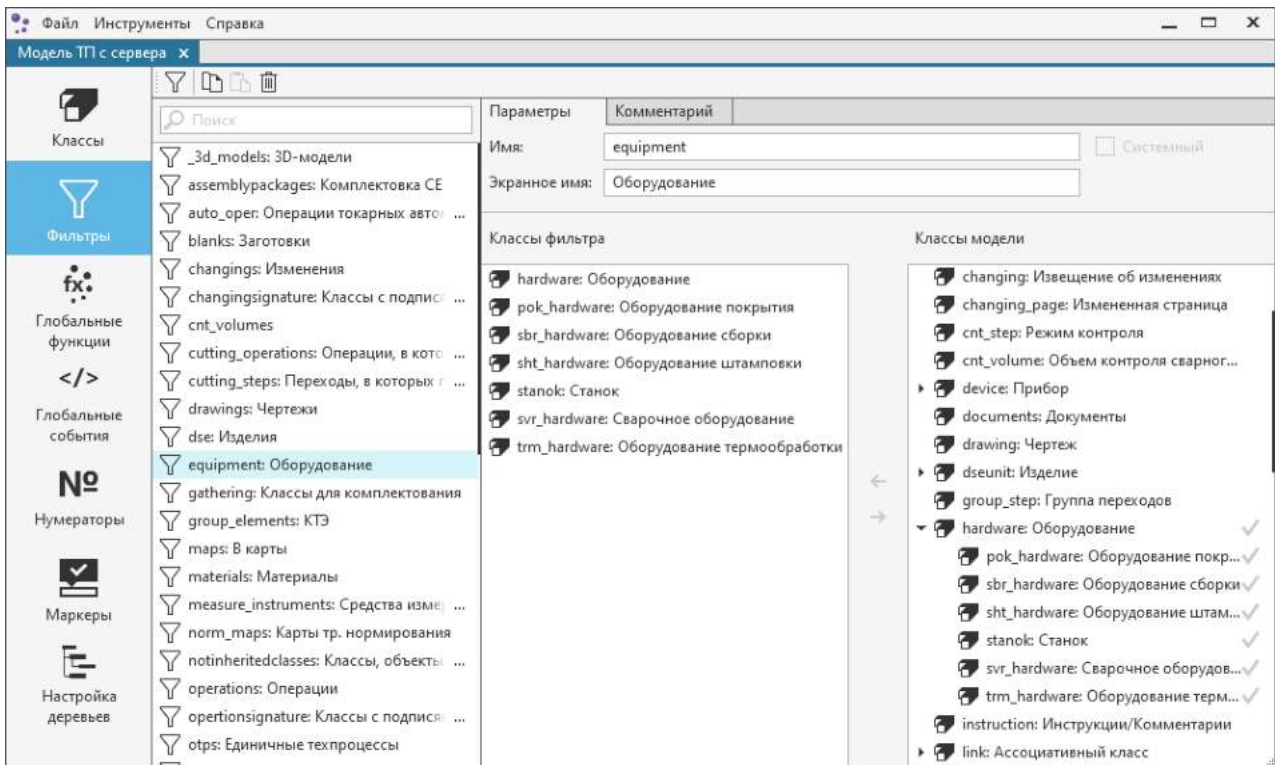 Файл Инструменты Справка
Модель ТП с сервера
Классы
Фильтры
fx
Глобальные
функции
</>
Глобальные
события
№
Нумераторы
Маркеры
Настройка
деревьев
Поиск
_3d_models: 3D-модели
assemblypackages: Комплектовка СЕ
auto_oper: Операции токарных авто ...
blanks: Заготовки
changings: Изменения
changingsignature: Классы с подпис ...
cnt_volumes
cutting_operations: Операции, в кото ...
cutting_steps: Переходы, в которых ...
drawings: Чертежи
dse: Изделия
equipment: Оборудование
gathering: Классы для комплектования
group_elements: КТЭ
maps: В карты
materials: Материалы
measure_instruments: Средства изме ...
norm_maps: Карты тр. нормирования
notinheritedclasses: Классы, объекты ...
operations: Операции
opertionsignature: Классы с подпися ...
otps: Единичные техпроцессы
Параметры Комментарий
Имя: equipment Системный
Экранное имя: Оборудование
Классы фильтра
hardware: Оборудование
pok_hardware: Оборудование покрытия
sbr_hardware: Оборудование сборки
sht_hardware: Оборудование штамповки
stanok: Станок
svr_hardware: Сварочное оборудование
trm_hardware: Оборудование термообработки
Классы модели
changing: Извещение об изменениях
changing_page: Измененная страница
cnt_step: Режим контроля
cnt_volume: Объем контроля сварног...
device: Прибор
documents: Документы
drawing: Чертеж
dseunit: Изделие
group_step: Группа переходов
hardware: Оборудование
pok_hardware: Оборудование покр...
sbr_hardware: Оборудование сборки
sht_hardware: Оборудование штам...
stanok: Станок
svr_hardware: Сварочное оборудов...
trm_hardware: Оборудование терм...
instruction: Инструкции/Комментарии
link: Ассоциативный класс